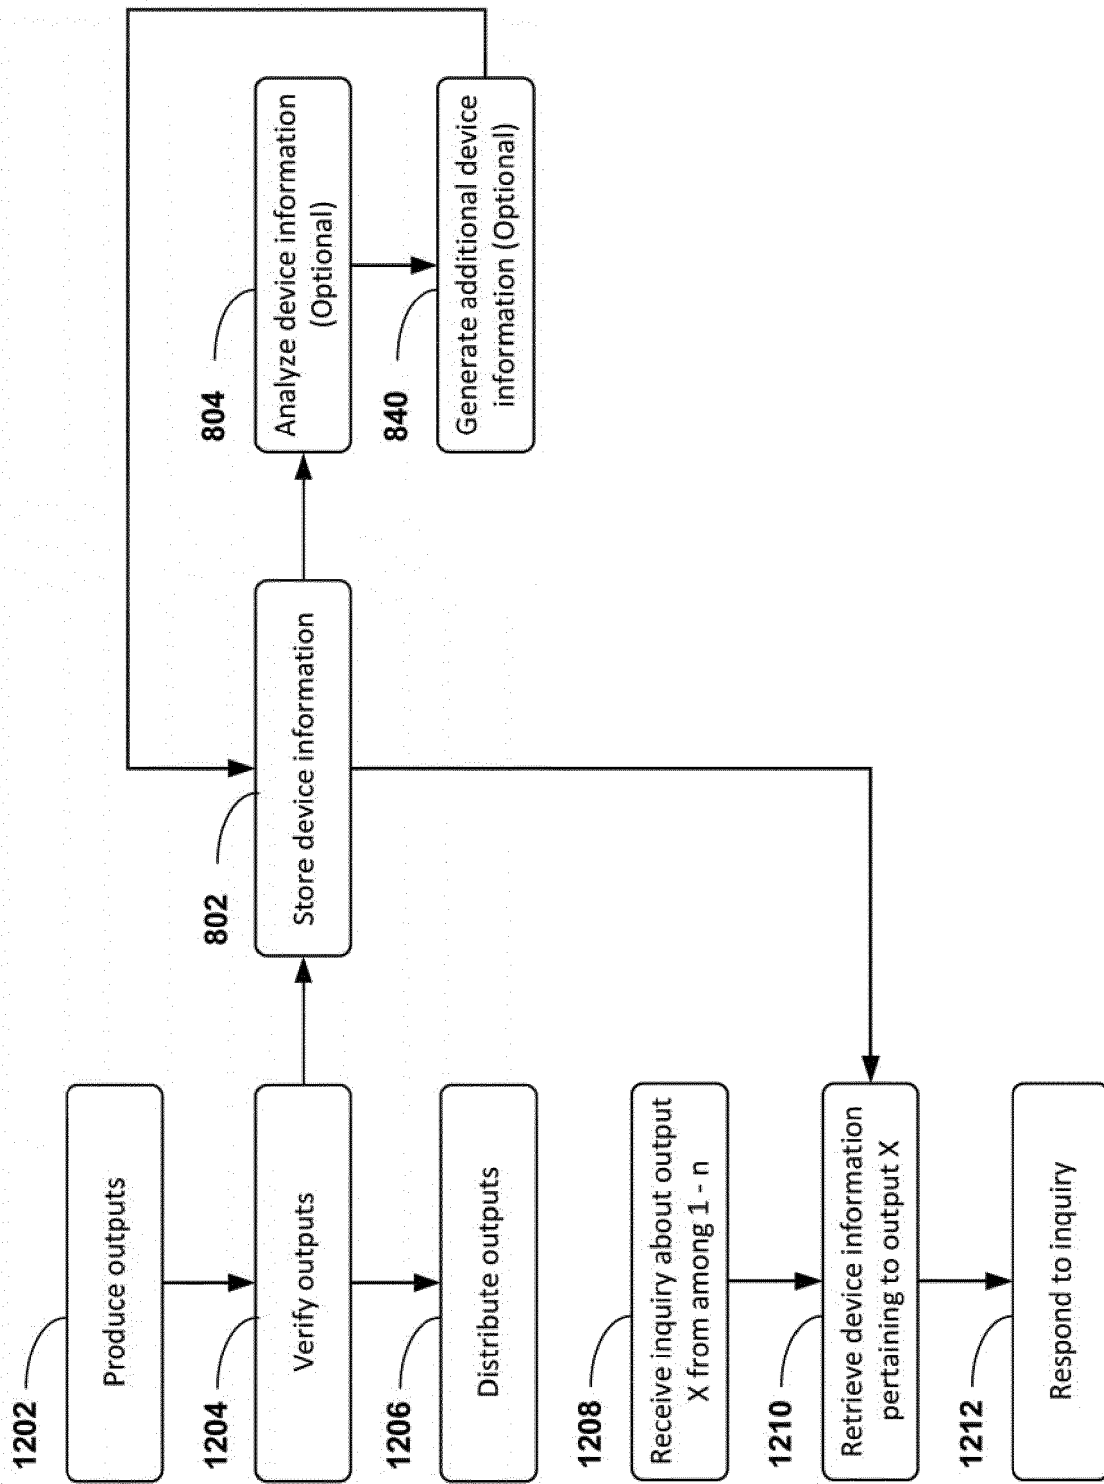 1202
Produce outputs
1204
Verify outputs
1206
Distribute outputs
1208
Receive inquiry about output
X from among 1 - n
1210
Retrieve device information
pertaining to output X
1212
Respond to inquiry
802
Store device information
804
Analyze device information
(Optional)
840
Generate additional device
information (Optional)